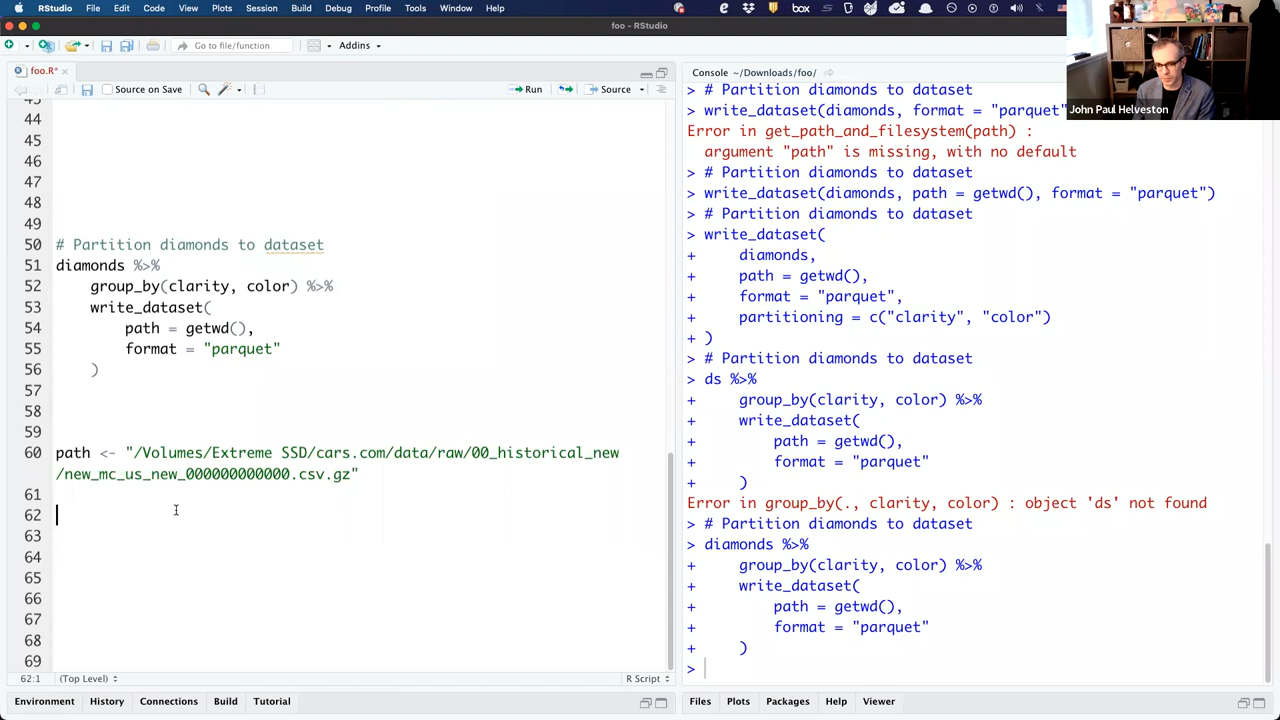 RStudio File Edit Code View Plots Session Build Debug Profile Tools Window Help
foo - RStudio
Go to file/function
Addins
foo.R*
Source on Save
Run
Source
43
44
45
46
47
48
49
50 # Partition diamonds to dataset
51 diamonds %>%
52 group_by(clarity, color) %>%
53 write_dataset(
54 path = getwd(),
55 format = "parquet"
56 )
57
58
59
60 path <- "/Volumes/Extreme SSD/cars.com/data/raw/00_historical_new
/new_mc_us_new_000000000000.csv.gz"
61
62
63
64
65
66
67
68
69
62:1 (Top Level) R Script
Environment History Connections Build Tutorial
box
John Paul Helveston
Console ~/Downloads/foo/
> # Partition diamonds to dataset
> write_dataset(diamonds, format = "parquet"
Error in get_path_and_filesystem(path) :
argument "path" is missing, with no default
> # Partition diamonds to dataset
> write_dataset(diamonds, path = getwd(), format = "parquet")
> # Partition diamonds to dataset
> write_dataset(
+ diamonds,
+ path = getwd(),
+ format = "parquet",
+ partitioning = c("clarity", "color")
+ )
> # Partition diamonds to dataset
> ds %>%
+ group_by(clarity, color) %>%
+ write_dataset(
+ path = getwd(),
+ format = "parquet"
+ )
Error in group_by(., clarity, color) : object 'ds' not found
> # Partition diamonds to dataset
> diamonds %>%
+ group_by(clarity, color) %>%
+ write_dataset(
+ path = getwd(),
+ format = "parquet"
+ )
>
Files Plots Packages Help Viewer